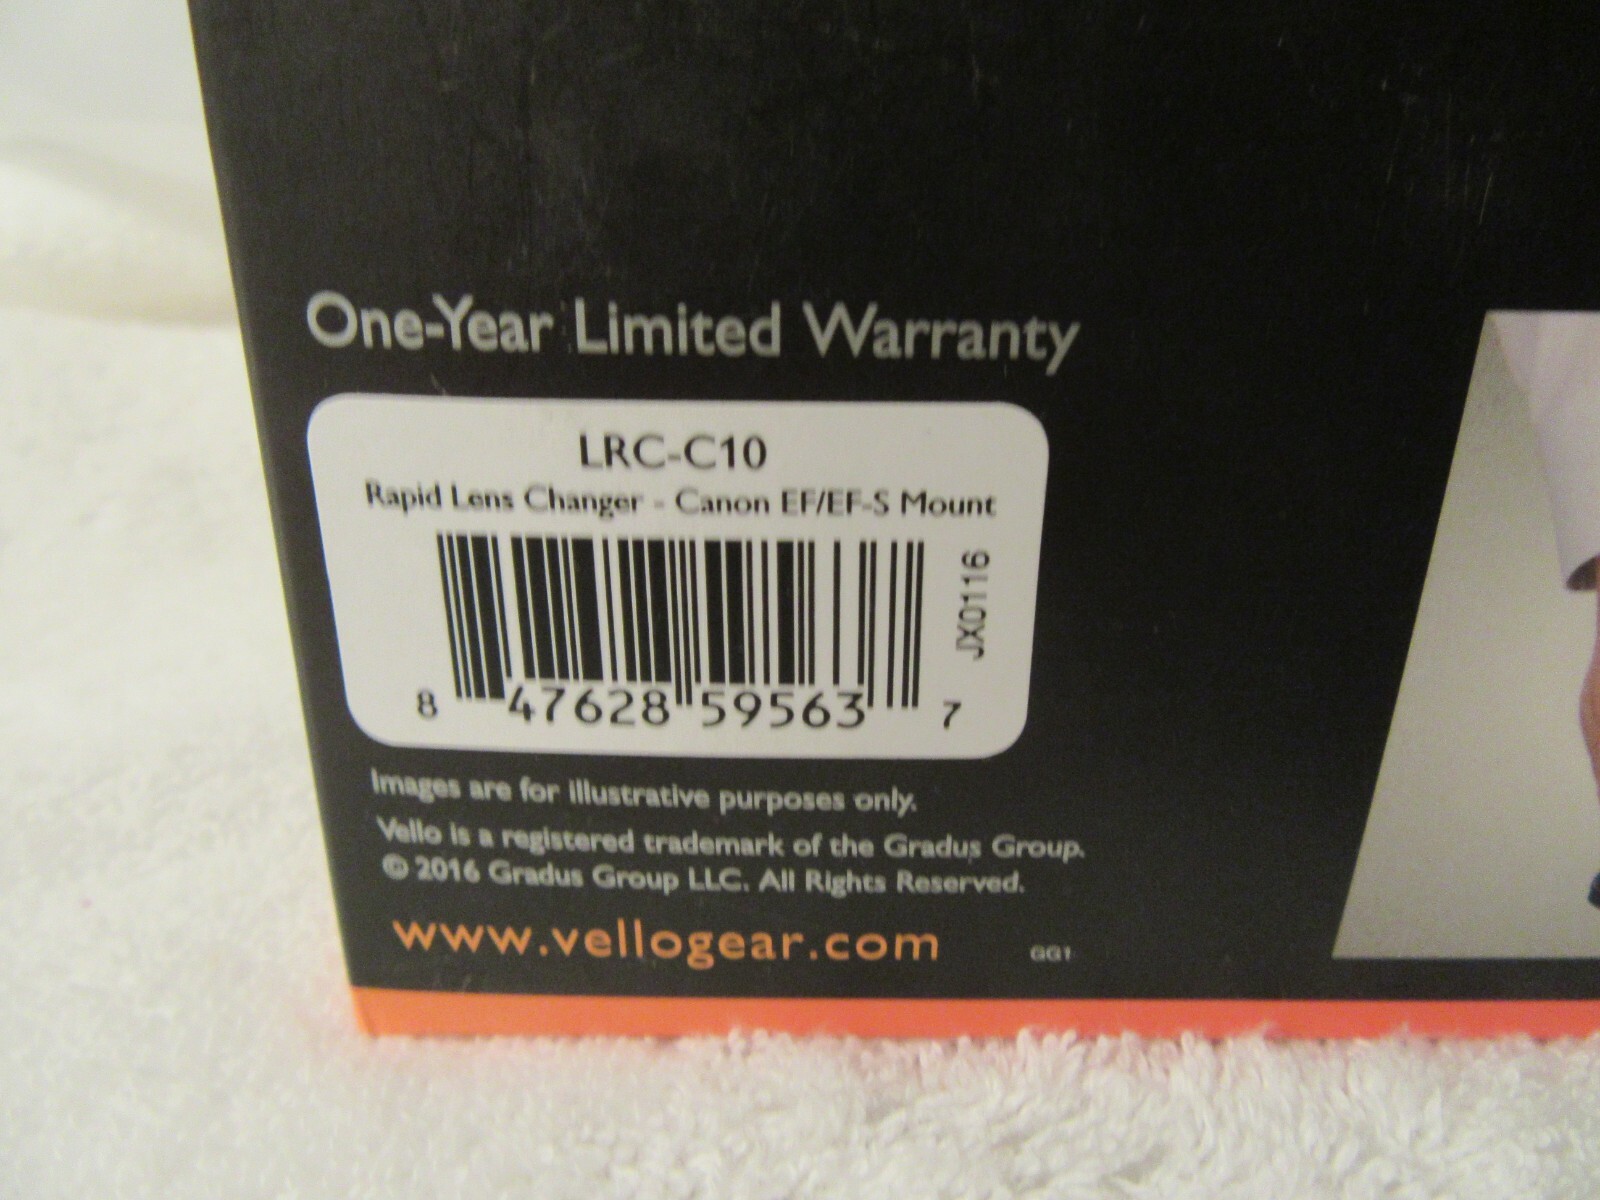 One-Year Limited Warranty
LRC-C10
Rapid Lens Changer - Canon EF/EF-S Mount
JX0116
8 47628 59563 7
Images are for illustrative purposes only.
Vello is a registered trademark of the Gradus Group.
© 2016 Gradus Group LLC. All Rights Reserved.
www.vellogear.com
GG1